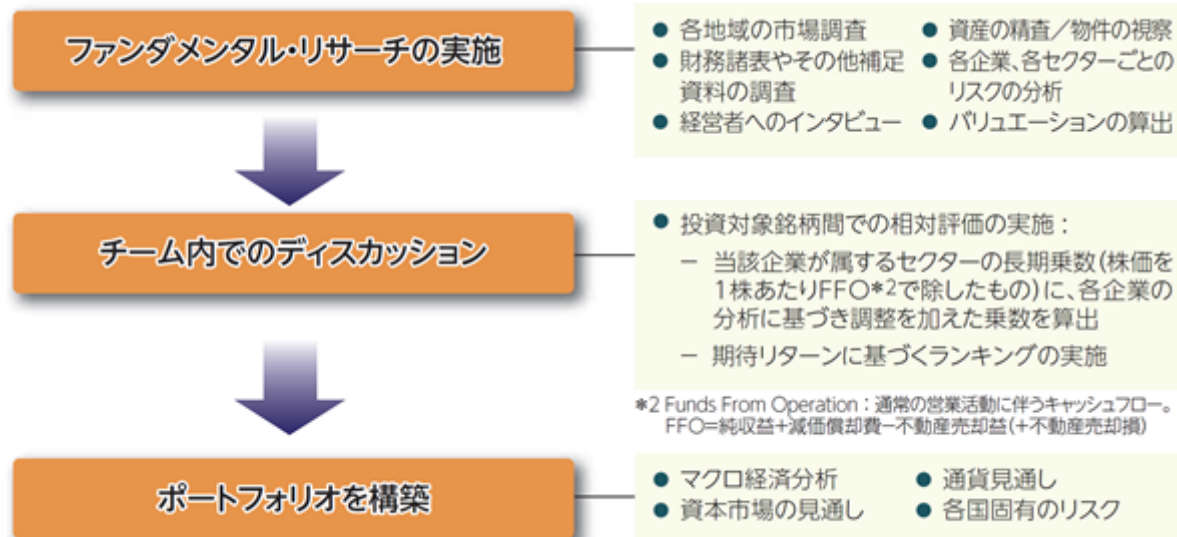 ファンダメンタル・リサーチの実施
● 各地域の市場調査
● 財務諸表やその他補足
資料の調査
● 経営者へのインタビュー
● 資産の精査／物件の視察
● 各企業、各セクターごとの
リスクの分析
● バリュエーションの算出
チーム内でのディスカッション
● 投資対象銘柄間での相対評価の実施：
－ 当該企業が属するセクターの長期乗数(株価を
1株あたりFFO*2で除したもの)に、各企業の
分析に基づき調整を加えた乗数を算出
－ 期待リターンに基づくランキングの実施
*2 Funds From Operation：通常の営業活動に伴うキャッシュフロー。
FFO=純収益+減価償却費−不動産売却益(+不動産売却損)
ポートフォリオを構築
● マクロ経済分析
● 資本市場の見通し
● 通貨見通し
● 各国固有のリスク